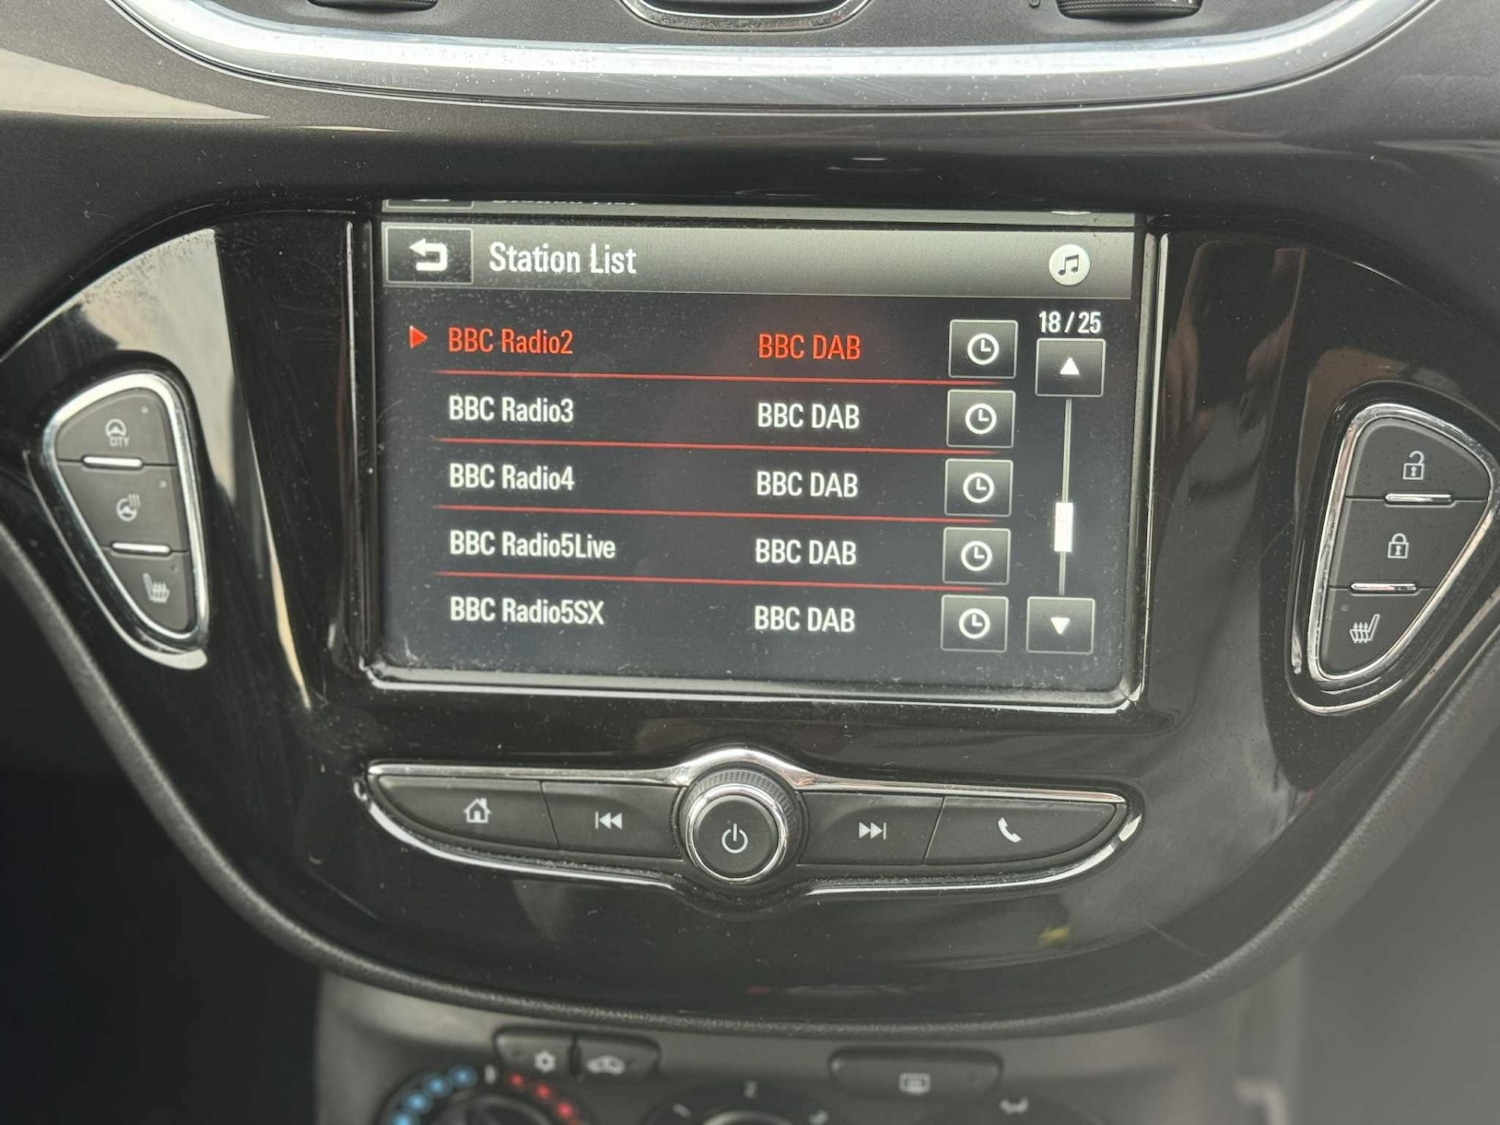 Station List
18/25
BBC Radio2 BBC DAB
BBC Radio3 BBC DAB
BBC Radio4 BBC DAB
BBC Radio5Live BBC DAB
BBC Radio5SX BBC DAB
CITY
2